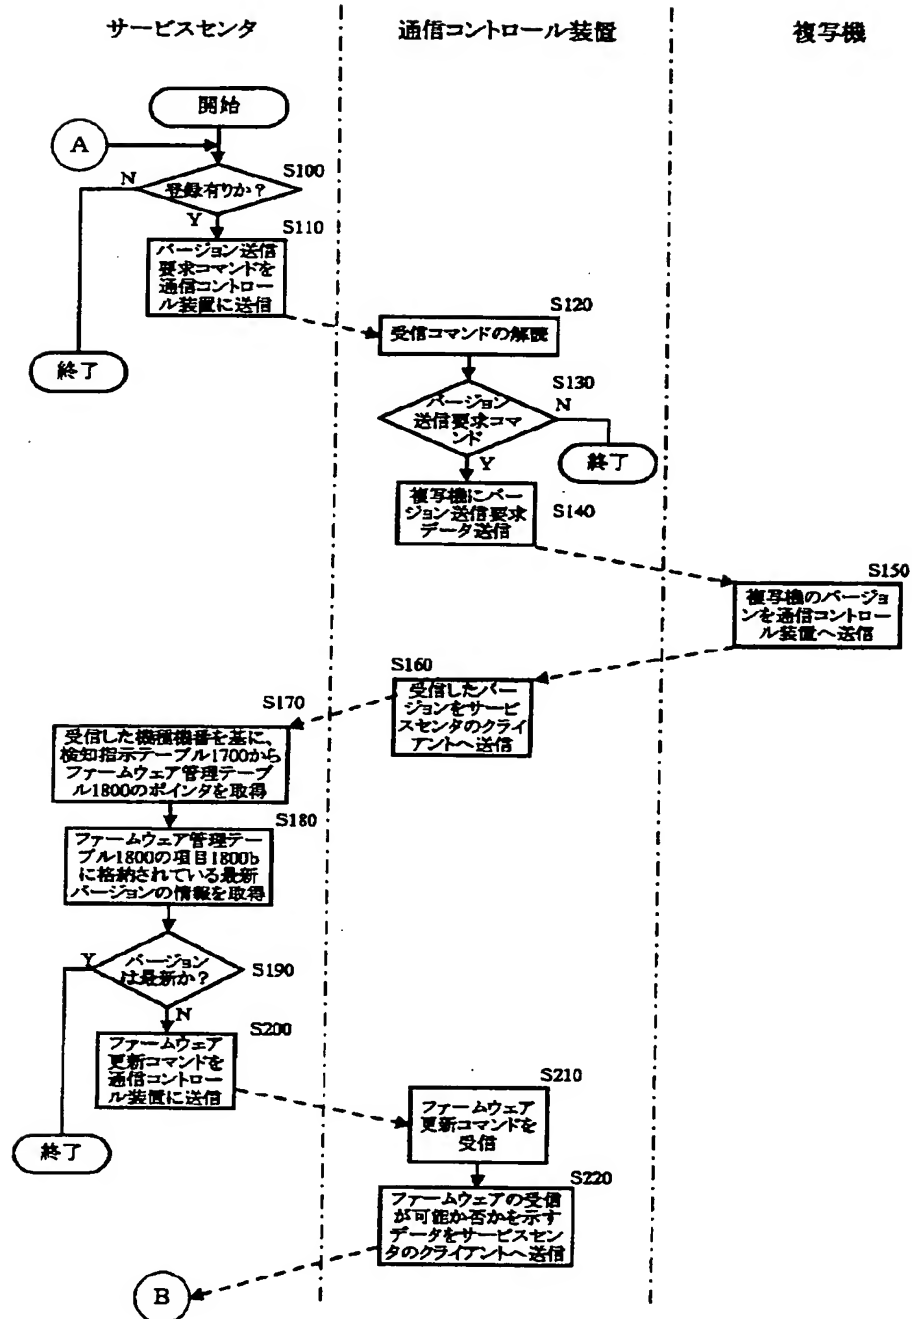 サービスセンタ
通信コントロール装置
複写機
開始
A
S100
登録有りか？
N
Y
S110
バージョン送信
要求コマンドを
通信コントロー
ル装置に送信
終了
S120
受信コマンドの解読
S130
バージョン
送信要求コマ
ンド
N
Y
終了
複写機にバー
ジョン送信要求
データ送信
S140
S150
複写機のバージョ
ンを通信コントロー
ル装置へ送信
S160
受信したバー
ジョンをサービ
スセンタのクライ
アントへ送信
S170
受信した機種機番を基に、
検知指示テーブル1700から
ファームウェア管理テーブ
ル1800のポインタを取得
S180
ファームウェア管理テー
ブル1800の項目1800b
に格納されている最新
バージョンの情報を取得
Y
バージョン
は最新か？
S190
N
S200
ファームウェア
更新コマンドを
通信コントロー
ル装置に送信
終了
S210
ファームウェア
更新コマンドを
受信
S220
ファームウェアの受信
が可能か否かを示す
データをサービスセン
タのクライアントへ送信
B